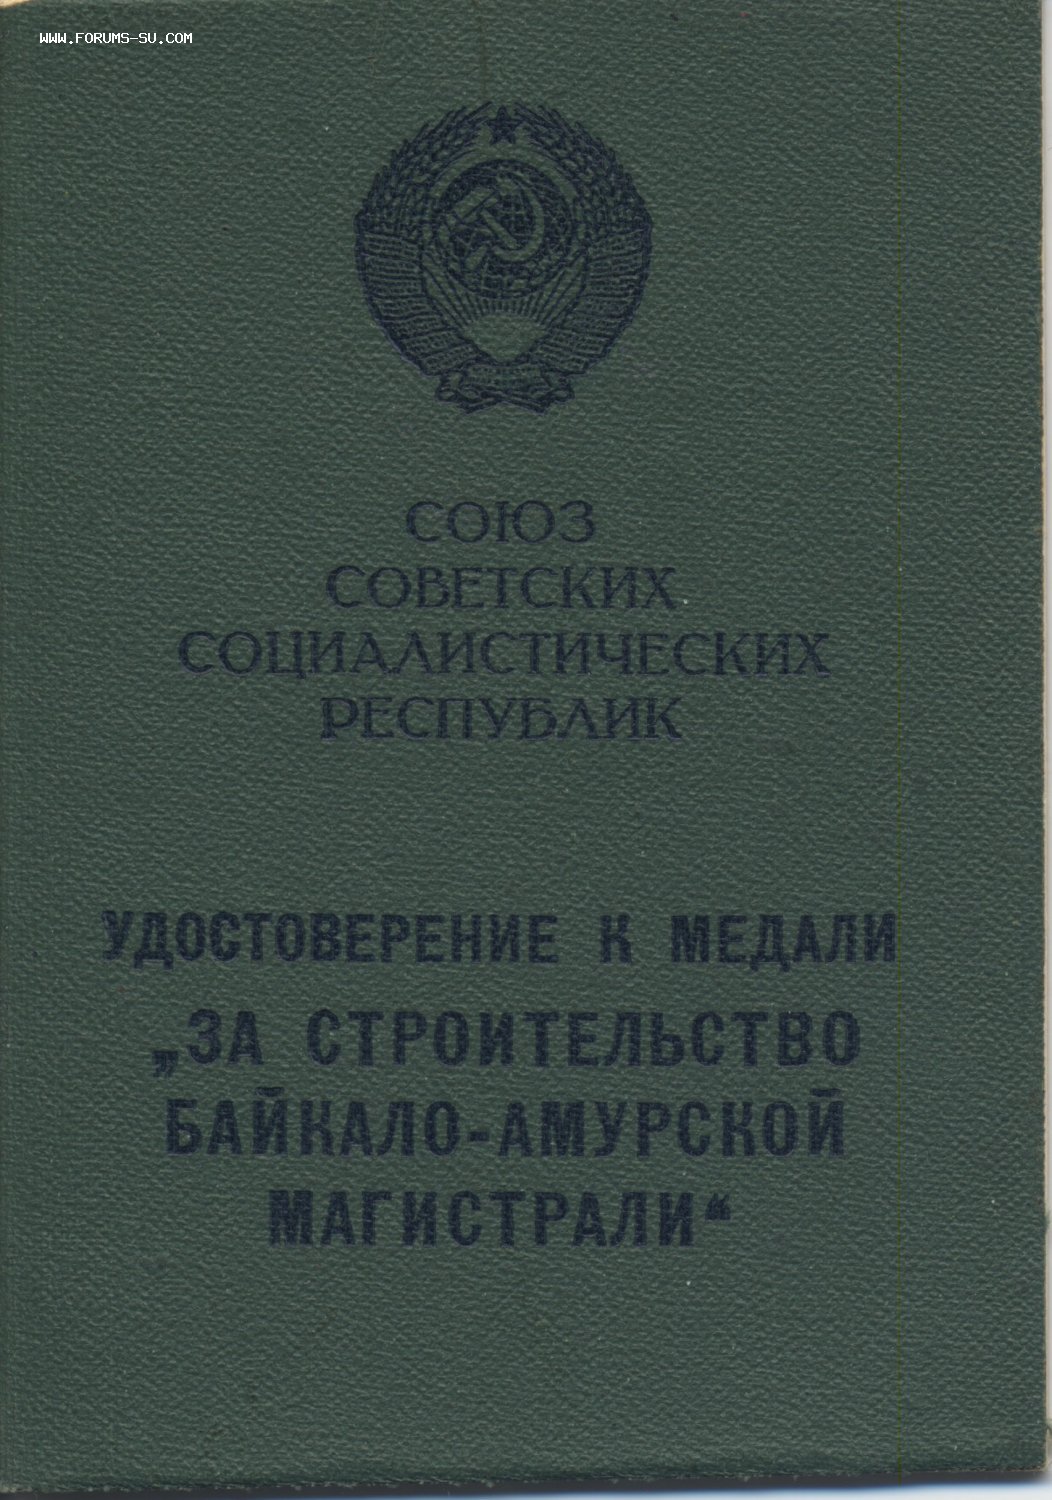 WWW.FORUMS-SU.COM
СОЮЗ
СОВЕТСКИХ
СОЦИАЛИСТИЧЕСКИХ
РЕСПУБЛИК
УДОСТОВЕРЕНИЕ К МЕДАЛИ
„ЗА СТРОИТЕЛЬСТВО
БАЙКАЛО-АМУРСКОЙ
МАГИСТРАЛИ“